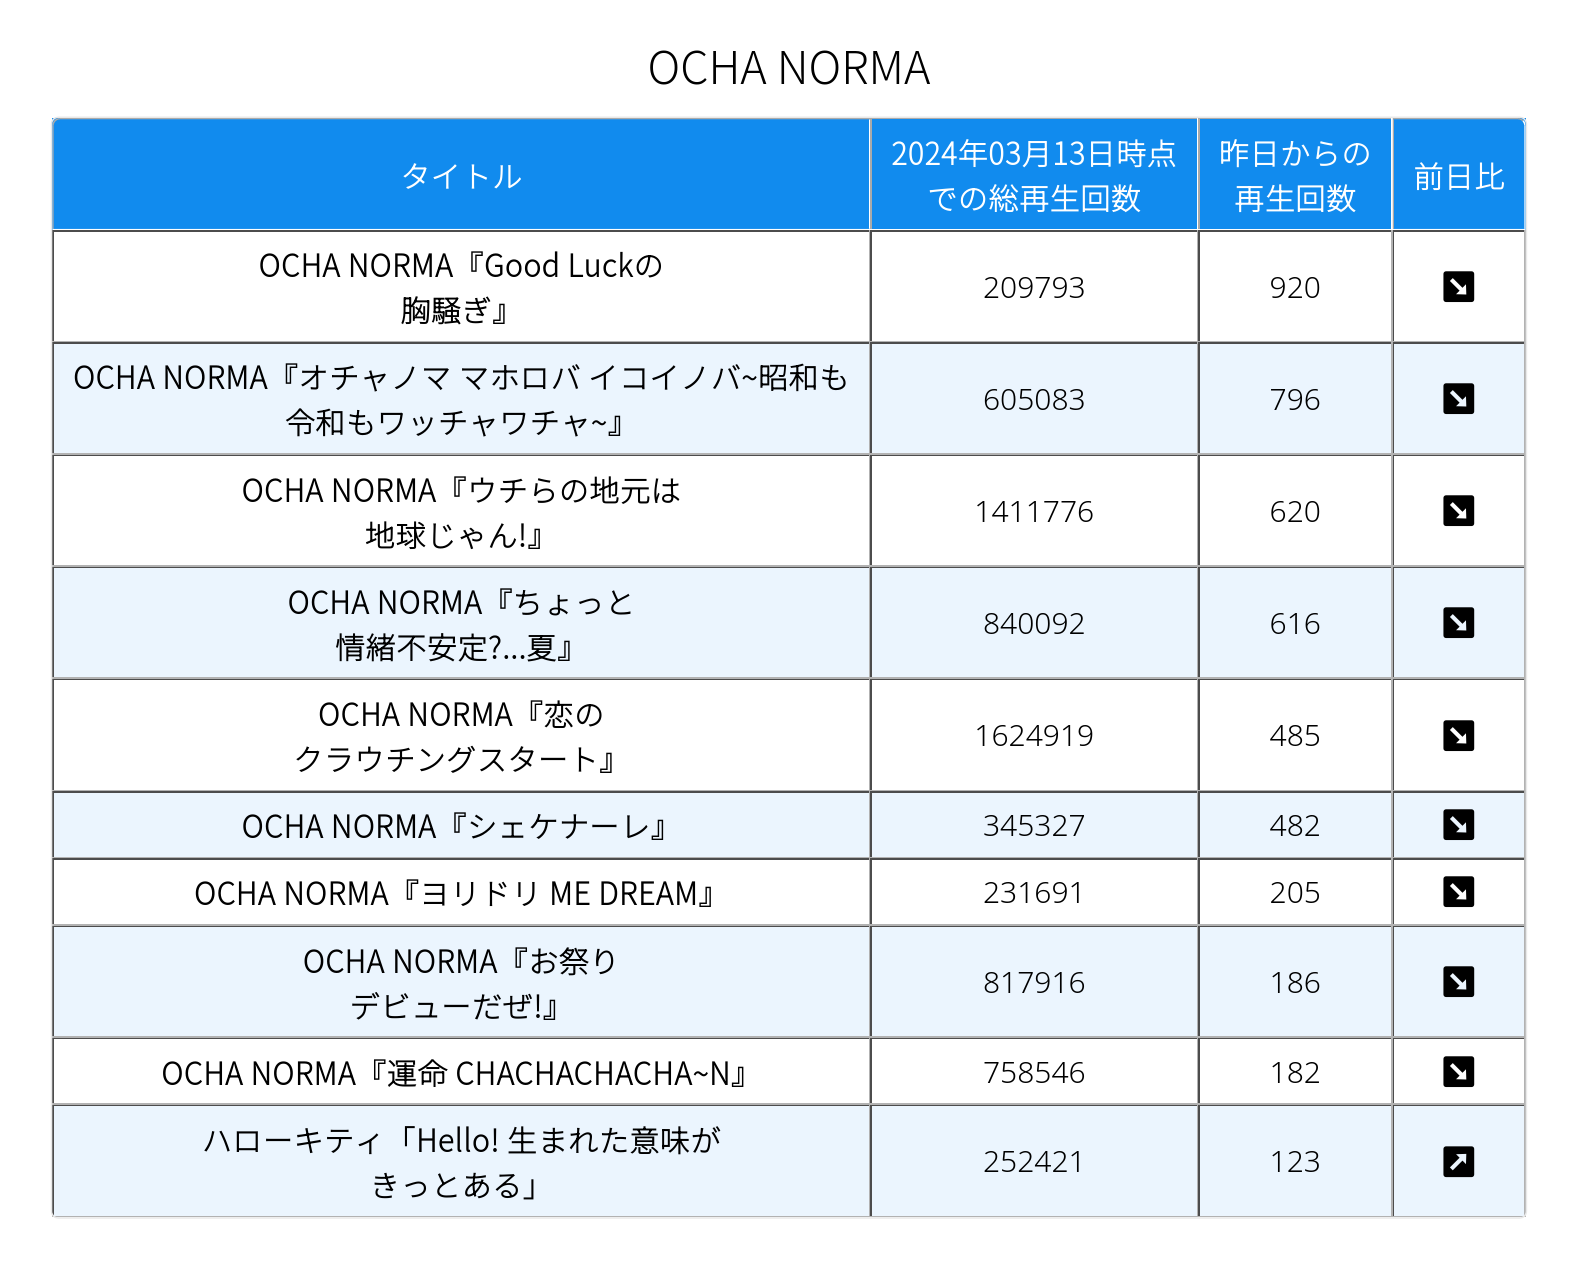 OCHA NORMA
タイトル
2024年03月13日時点
での総再生回数
昨日からの
再生回数
前日比
OCHA NORMA『Good Luckの
胸騒ぎ』
209793
920
OCHA NORMA『オチャノマ マホロバ イコイノバ~昭和も
令和もワッチャワチャ~』
605083
796
OCHA NORMA『ウチらの地元は
地球じゃん!』
1411776
620
OCHA NORMA『ちょっと
情緒不安定?...夏』
840092
616
OCHA NORMA『恋の
クラウチングスタート』
1624919
485
OCHA NORMA『シェケナーレ』
345327
482
OCHA NORMA『ヨリドリ ME DREAM』
231691
205
OCHA NORMA『お祭り
デビューだぜ!』
817916
186
OCHA NORMA『運命 CHACHACHACHA~N』
758546
182
ハローキティ「Hello! 生まれた意味が
きっとある」
252421
123